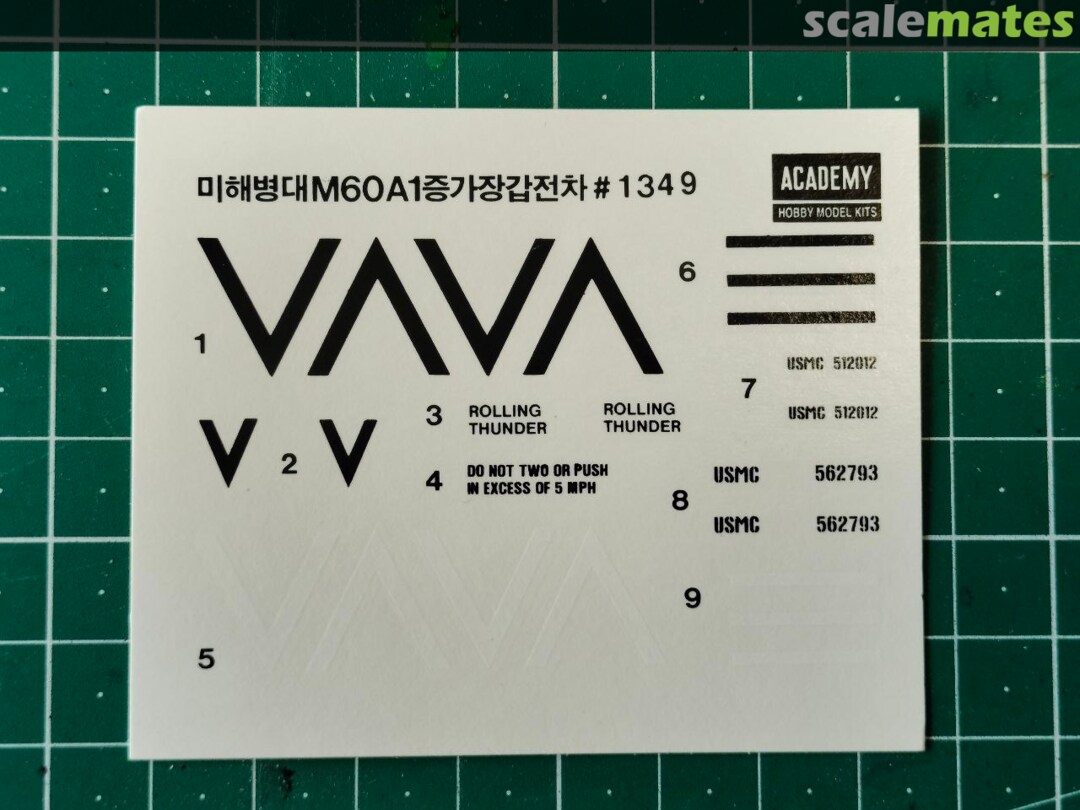 scalemates
미해병대M60A1증가장갑전차 #1349
ACADEMY
HOBBY MODEL KITS
1
2
V V
3
ROLLING
THUNDER
ROLLING
THUNDER
4
DO NOT TWO OR PUSH
IN EXCESS OF 5 MPH
5
6
7
USMC 512012
USMC 512012
8
USMC 562793
USMC 562793
9